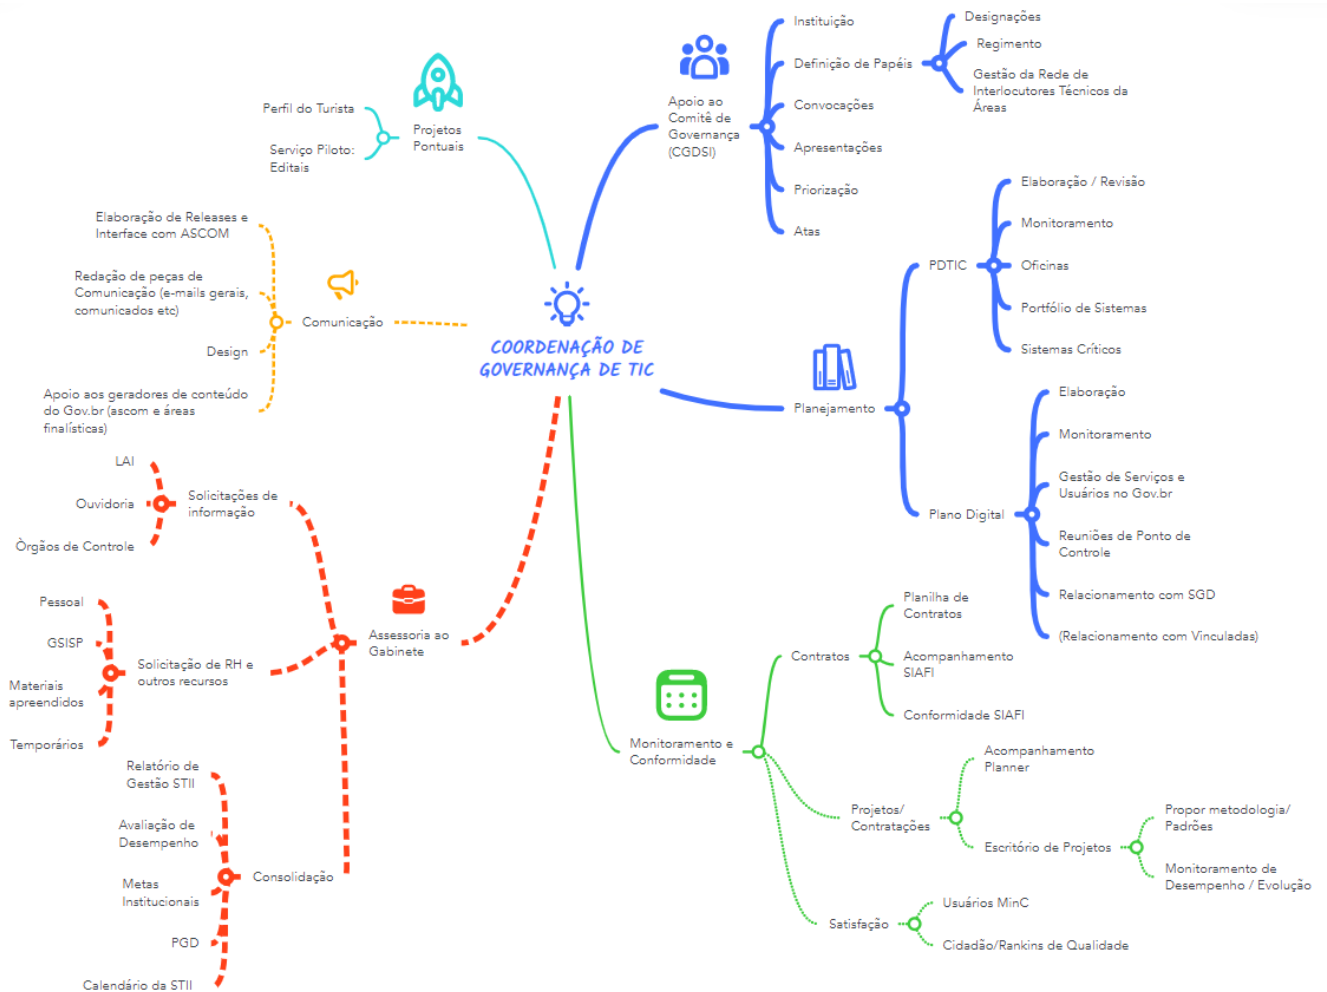 COORDENAÇÃO DE
GOVERNANÇA DE TIC
Apoio ao
Comitê de
Governança
(CGDSI)
Instituição
Definição de Papéis
Designações
Regimento
Gestão da Rede de
Interlocutores Técnicos da
Áreas
Convocações
Apresentações
Priorização
Atas
Planejamento
PDTIC
Elaboração / Revisão
Monitoramento
Oficinas
Portfólio de Sistemas
Sistemas Críticos
Plano Digital
Elaboração
Monitoramento
Gestão de Serviços e
Usuários no Gov.br
Reuniões de Ponto de
Controle
Relacionamento com SGD
(Relacionamento com Vinculadas)
Monitoramento e
Conformidade
Contratos
Planilha de
Contratos
Acompanhamento
SIAFI
Conformidade SIAFI
Projetos/
Contratações
Acompanhamento
Planner
Escritório de Projetos
Propor metodologia/
Padrões
Monitoramento de
Desempenho / Evolução
Satisfação
Usuários MinC
Cidadão/Rankins de Qualidade
Projetos
Pontuais
Perfil do Turista
Serviço Piloto:
Editais
Comunicação
Elaboração de Releases e
Interface com ASCOM
Redação de peças de
Comunicação (e-mails gerais,
comunicados etc)
Design
Apoio aos geradores de conteúdo
do Gov.br (ascom e áreas
finalísticas)
Assessoria ao
Gabinete
Solicitações de
informação
LAI
Ouvidoria
Òrgãos de Controle
Solicitação de RH e
outros recursos
Pessoal
GSISP
Materiais
apreendidos
Temporários
Consolidação
Relatório de
Gestão STII
Avaliação de
Desempenho
Metas
Institucionais
PGD
Calendário da STII